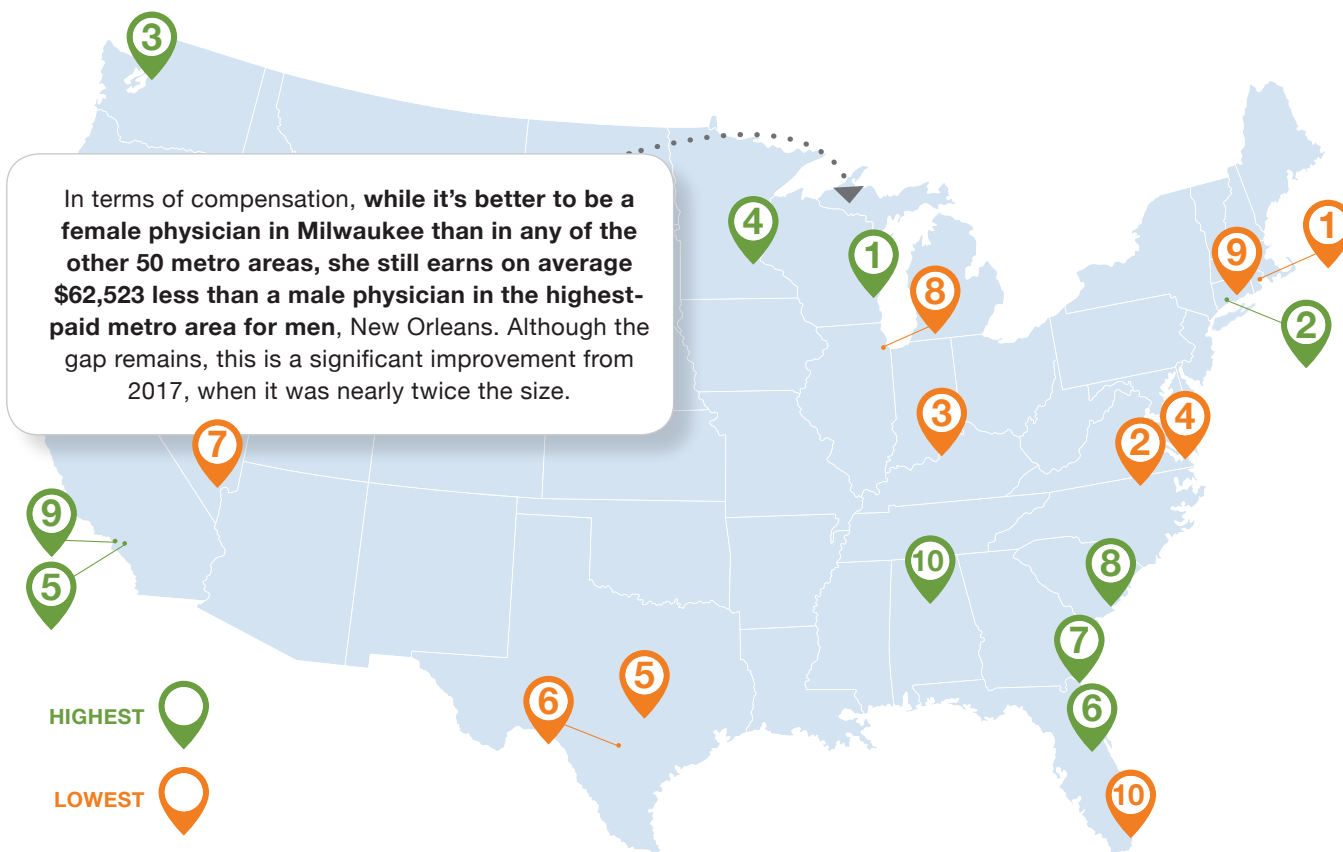 3
In terms of compensation, while it's better to be a
female physician in Milwaukee than in any of the
other 50 metro areas, she still earns on average
$62,523 less than a male physician in the highest-
paid metro area for men, New Orleans. Although the
gap remains, this is a significant improvement from
2017, when it was nearly twice the size.
4
1
8
9
1
2
3
2
4
7
9
5
10
8
7
6
5
6
10
HIGHEST
LOWEST